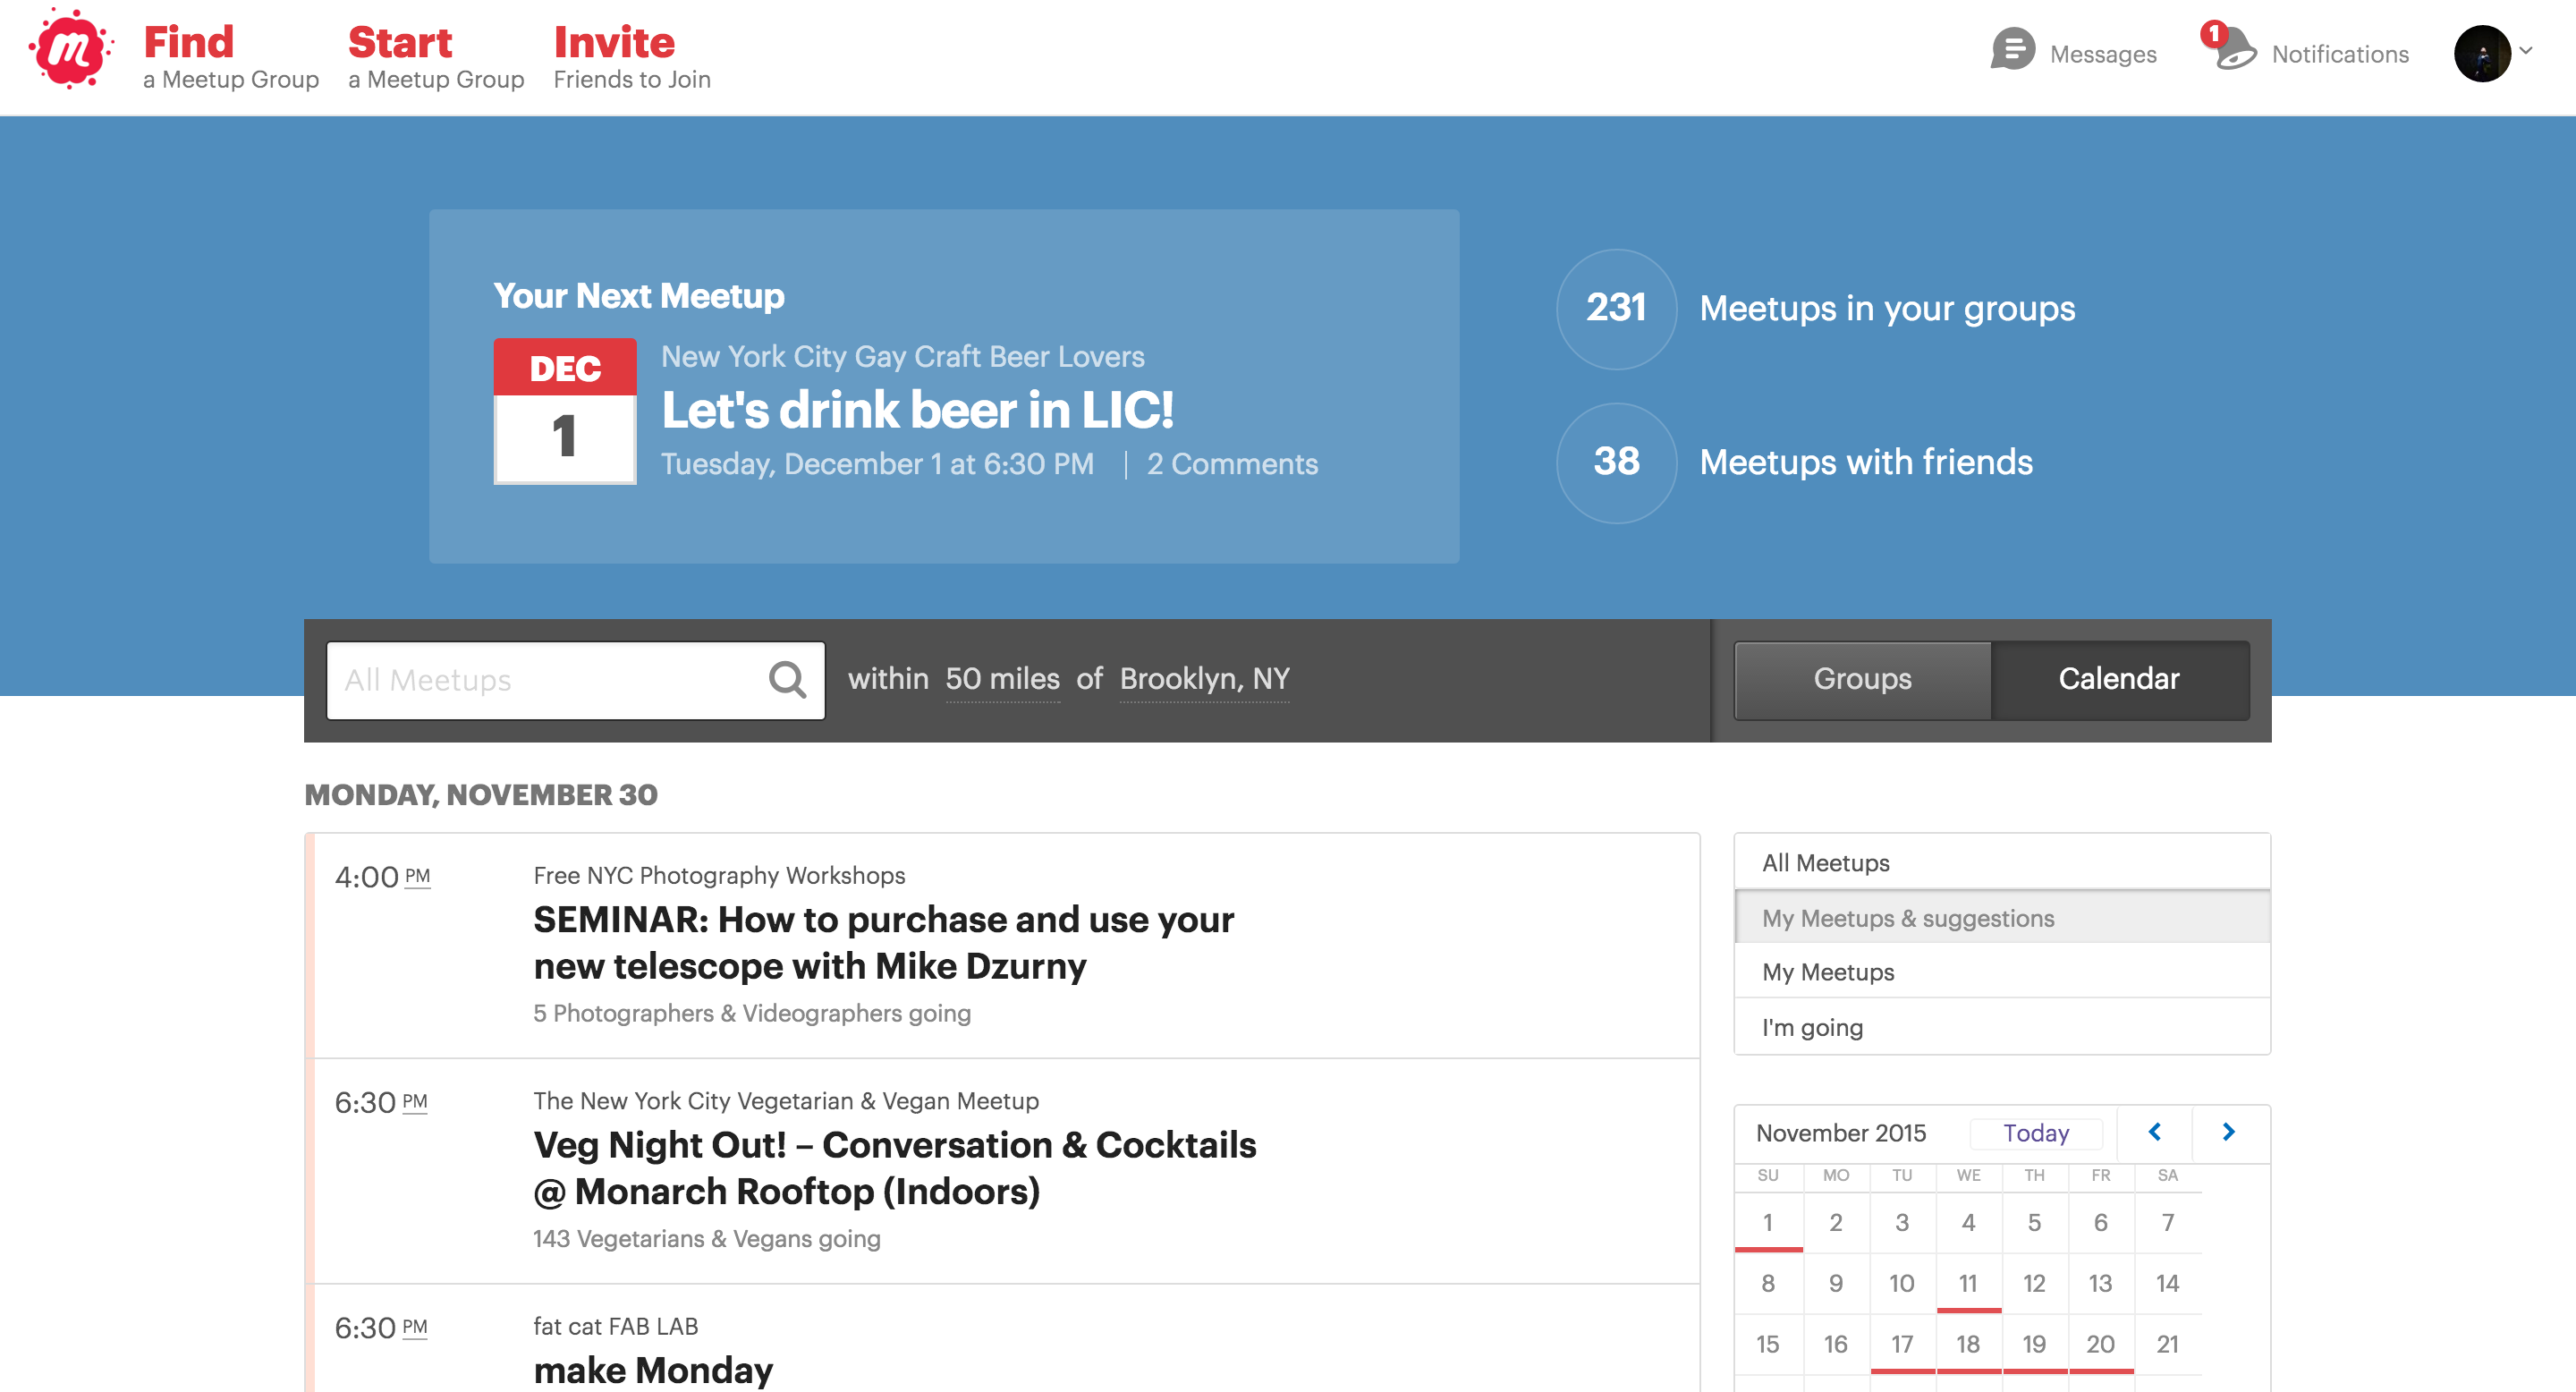 m
Find
a Meetup Group
Start
a Meetup Group
Invite
Friends to Join
Messages
1
Notifications
Your Next Meetup
DEC
1
New York City Gay Craft Beer Lovers
Let's drink beer in LIC!
Tuesday, December 1 at 6:30 PM | 2 Comments
231 Meetups in your groups
38 Meetups with friends
All Meetups
within 50 miles of Brooklyn, NY
Groups
Calendar
MONDAY, NOVEMBER 30
4:00 PM
Free NYC Photography Workshops
SEMINAR: How to purchase and use your
new telescope with Mike Dzurny
5 Photographers & Videographers going
6:30 PM
The New York City Vegetarian & Vegan Meetup
Veg Night Out! – Conversation & Cocktails
@ Monarch Rooftop (Indoors)
143 Vegetarians & Vegans going
6:30 PM
fat cat FAB LAB
make Monday
All Meetups
My Meetups & suggestions
My Meetups
I'm going
November 2015 Today
SU MO TU WE TH FR SA
1 2 3 4 5 6 7
8 9 10 11 12 13 14
15 16 17 18 19 20 21